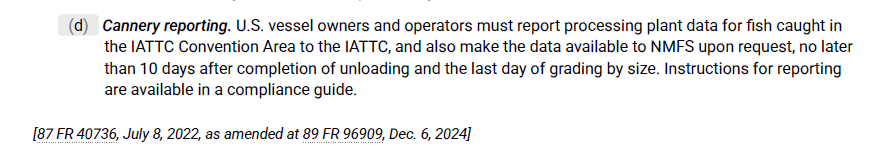 (d) Cannery reporting. U.S. vessel owners and operators must report processing plant data for fish caught in
the IATTC Convention Area to the IATTC, and also make the data available to NMFS upon request, no later
than 10 days after completion of unloading and the last day of grading by size. Instructions for reporting
are available in a compliance guide.
[87 FR 40736, July 8, 2022, as amended at 89 FR 96909, Dec. 6, 2024]